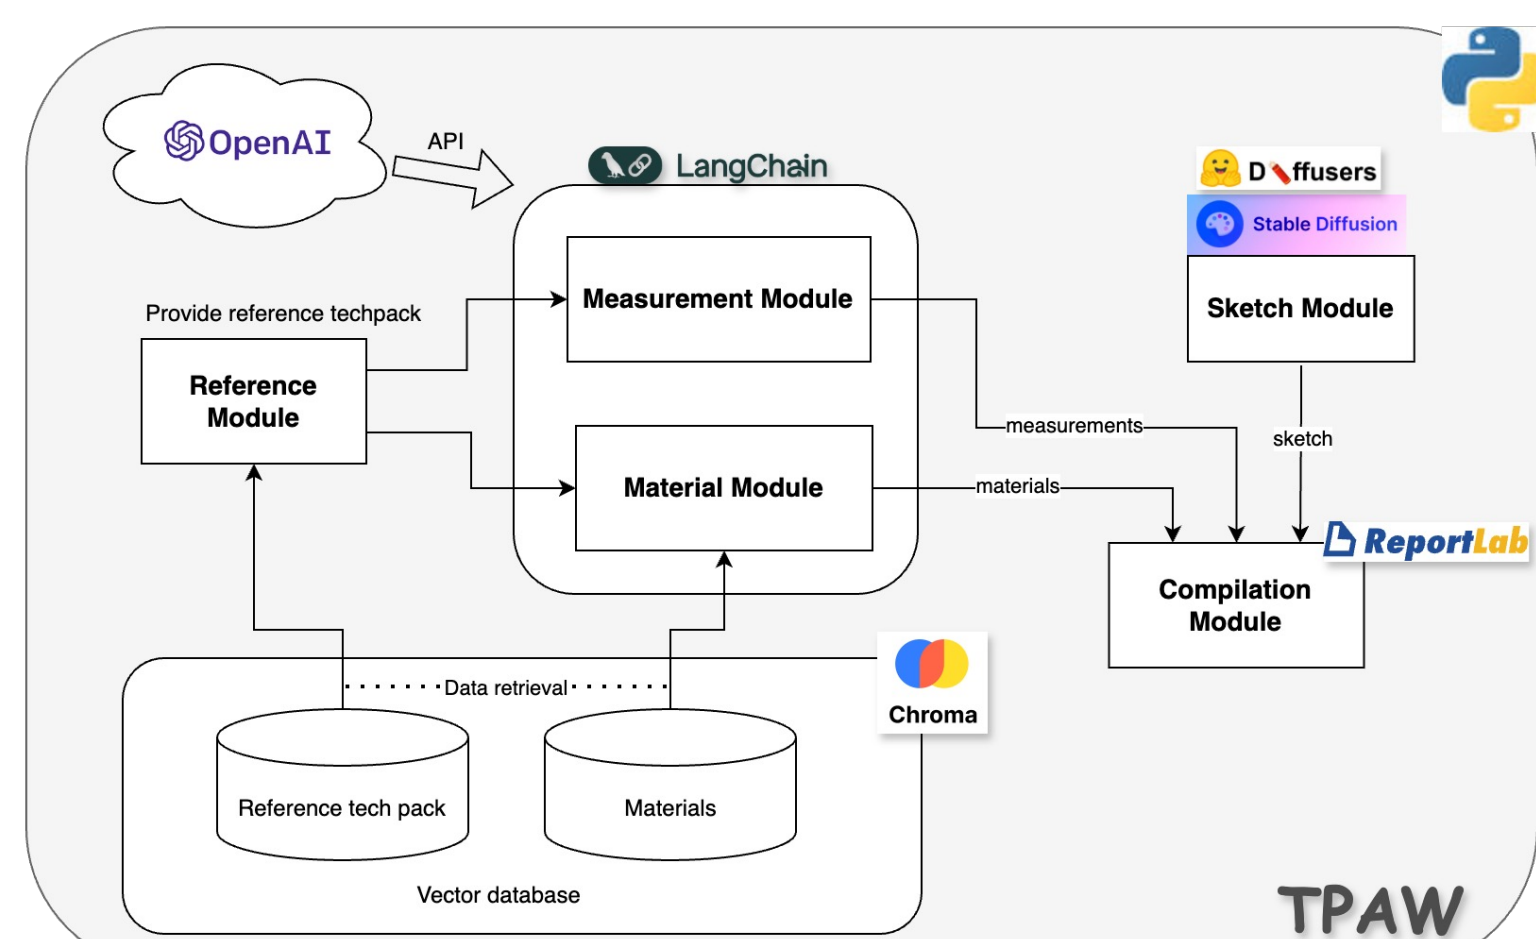 OpenAI
API
LangChain
D ffusers
Stable Diffusion
Measurement Module
Sketch Module
Provide reference techpack
Reference
Module
measurements
sketch
Material Module
materials
ReportLab
Compilation
Module
Data retrieval
Chroma
Reference tech pack
Materials
Vector database
TPAW